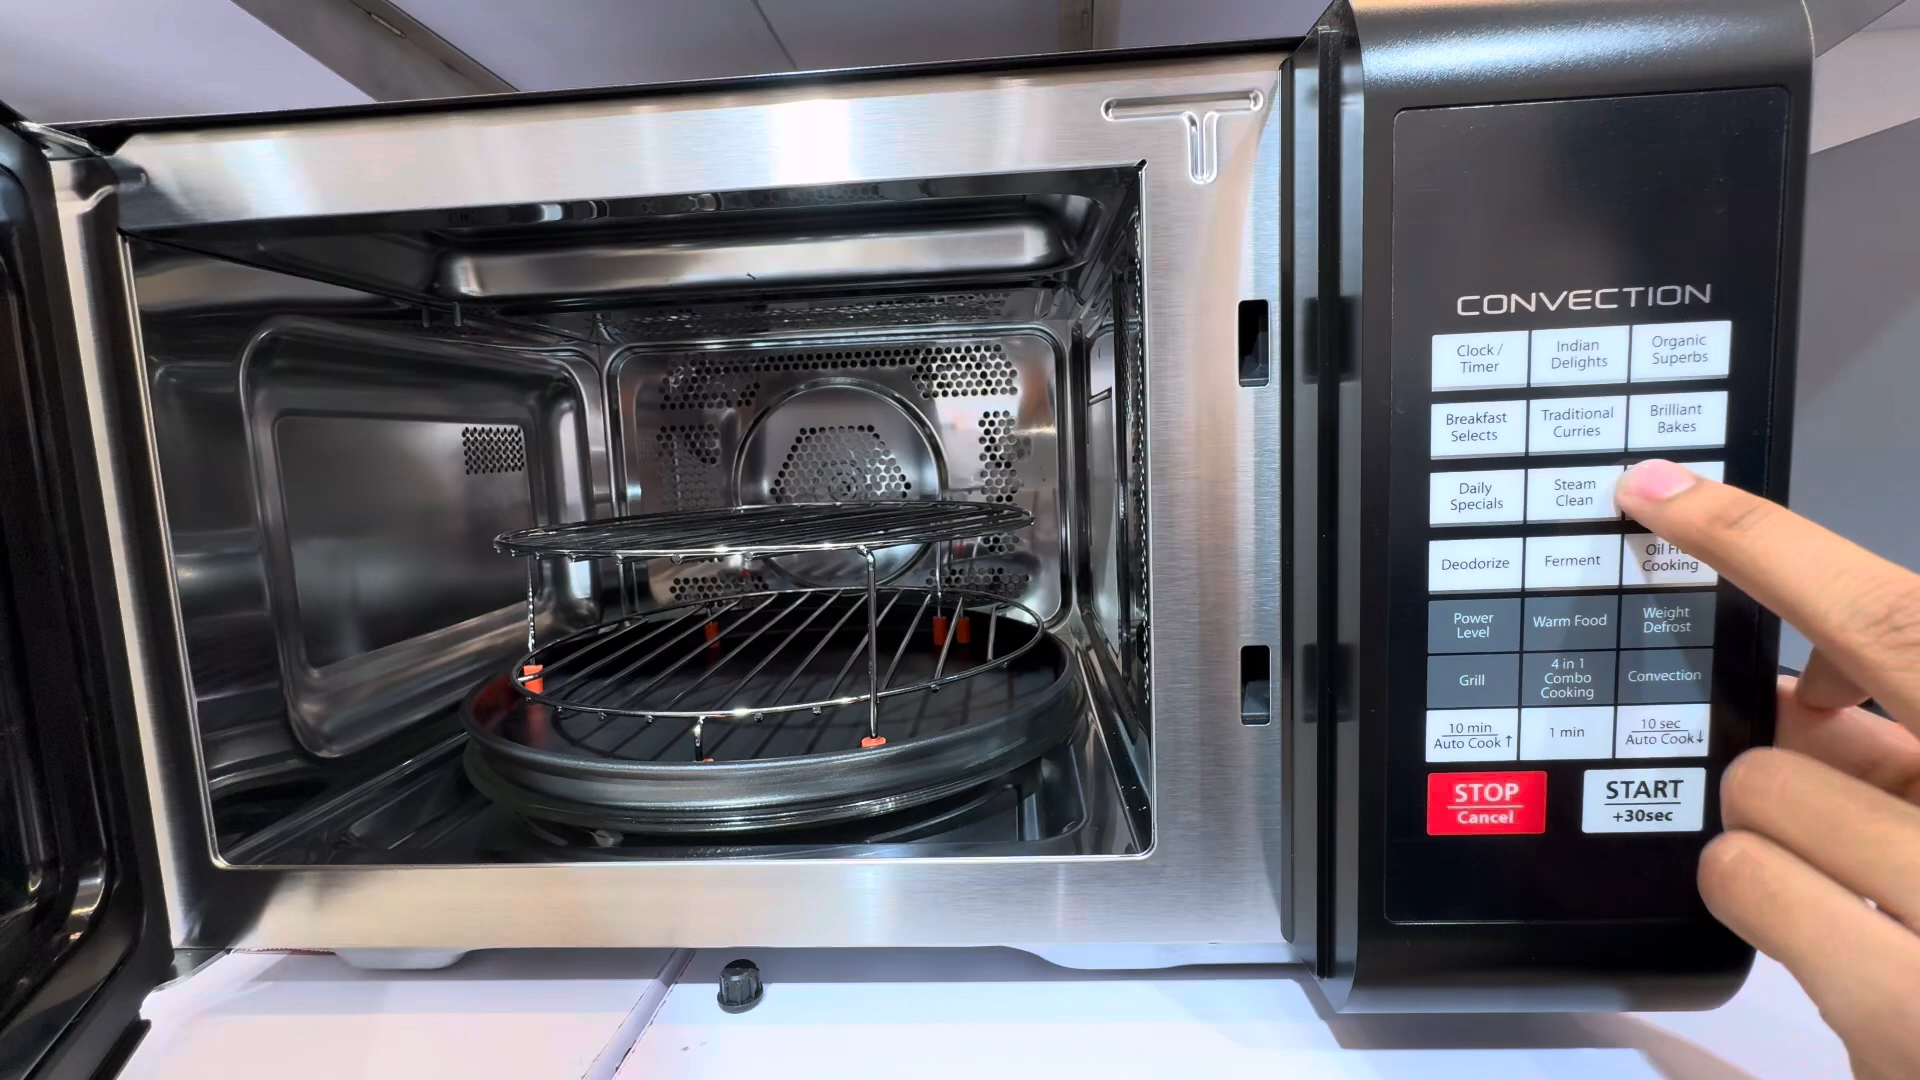 CONVECTION
Clock /
Timer
Indian
Delights
Organic
Superbs
Breakfast
Selects
Traditional
Curries
Brilliant
Bakes
Daily
Specials
Steam
Clean
Deodorize
Ferment
Oil
Cooking
Power
Level
Warm Food
Weight
Defrost
Grill
4 in 1
Combo
Cooking
Convection
10 min
Auto Cook ↑
1 min
10 sec
Auto Cook ↓
STOP
Cancel
START
+30sec